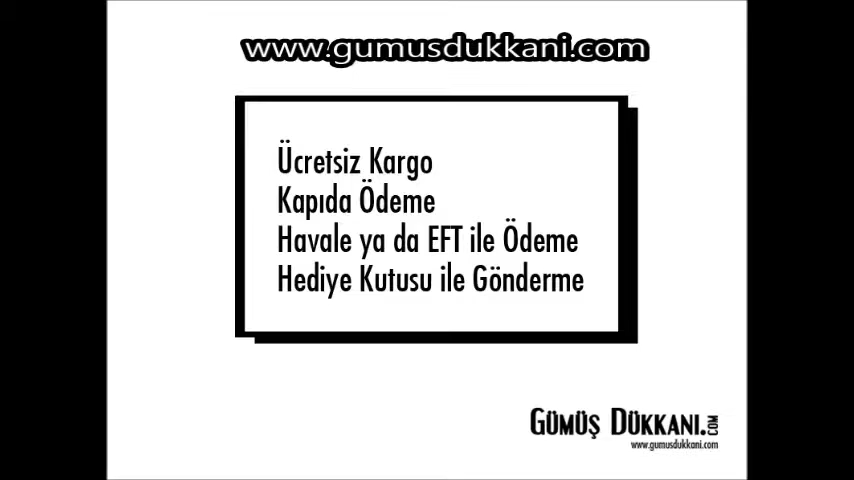 www.gumusdukkani.com
Ücretsiz Kargo
Kapıda Ödeme
Havale ya da EFT ile Ödeme
Hediye Kutusu ile Gönderme
GÜMÜŞ DÜKKANI.COM
www.gumusdukkani.com